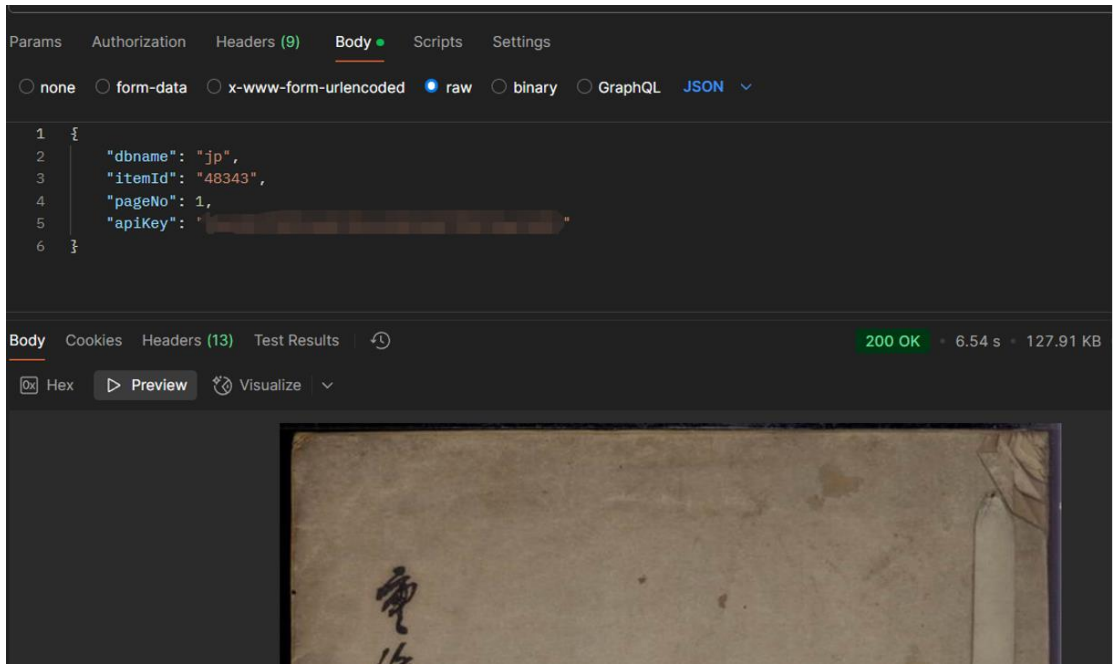 Params Authorization Headers (9) Body Scripts Settings
none form-data x-www-form-urlencoded raw binary GraphQL JSON
1 {
2 "dbname": "jp",
3 "itemId": "48343",
4 "pageNo": 1,
5 "apiKey": " "
6 }
Body Cookies Headers (13) Test Results 200 OK • 6.54 s • 127.91 KB
0x Hex Preview Visualize